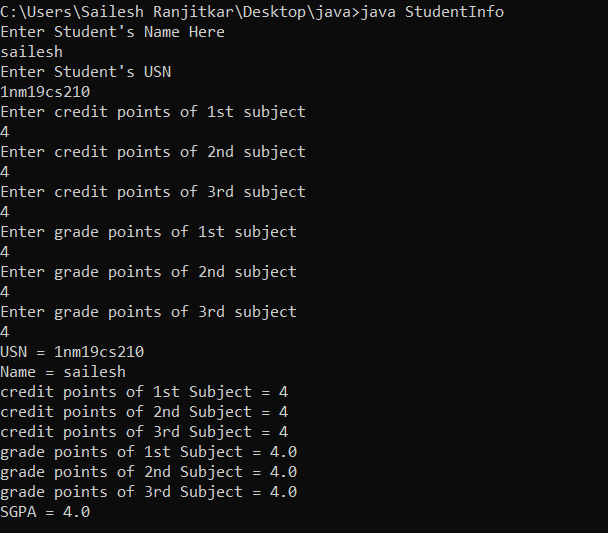 C:\Users\Sailesh Ranjitkar\Desktop\java>java StudentInfo
Enter Student's Name Here
sailesh
Enter Student's USN
1nm19cs210
Enter credit points of 1st subject
4
Enter credit points of 2nd subject
4
Enter credit points of 3rd subject
4
Enter grade points of 1st subject
4
Enter grade points of 2nd subject
4
Enter grade points of 3rd subject
4
USN = 1nm19cs210
Name = sailesh
credit points of 1st Subject = 4
credit points of 2nd Subject = 4
credit points of 3rd Subject = 4
grade points of 1st Subject = 4.0
grade points of 2nd Subject = 4.0
grade points of 3rd Subject = 4.0
SGPA = 4.0